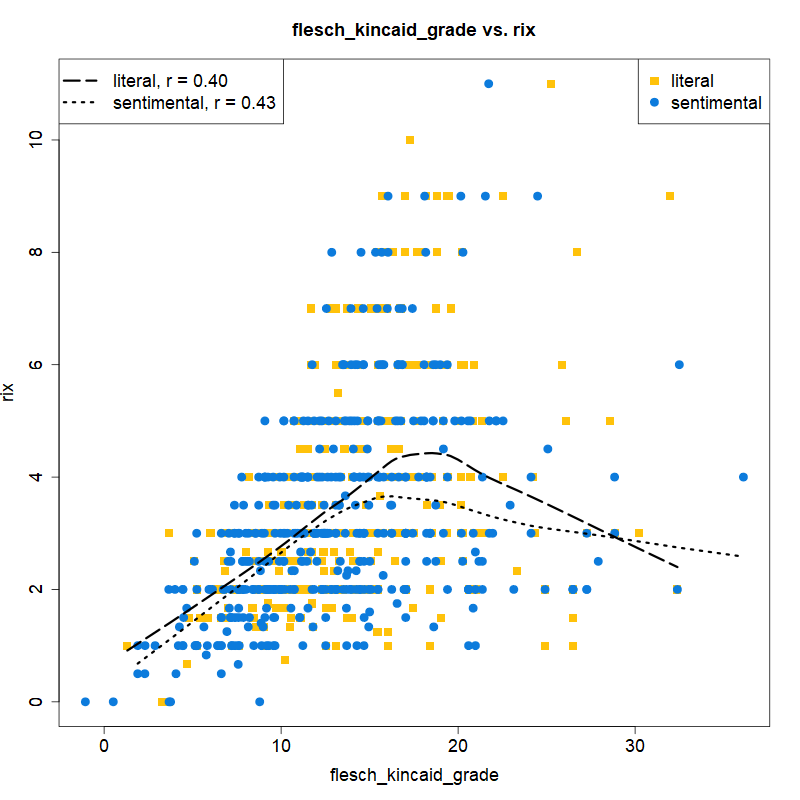 flesch_kincaid_grade vs. rix
literal, r = 0.40
sentimental, r = 0.43
literal
sentimental
rix
0
2
4
6
8
10
0
10
20
30
flesch_kincaid_grade